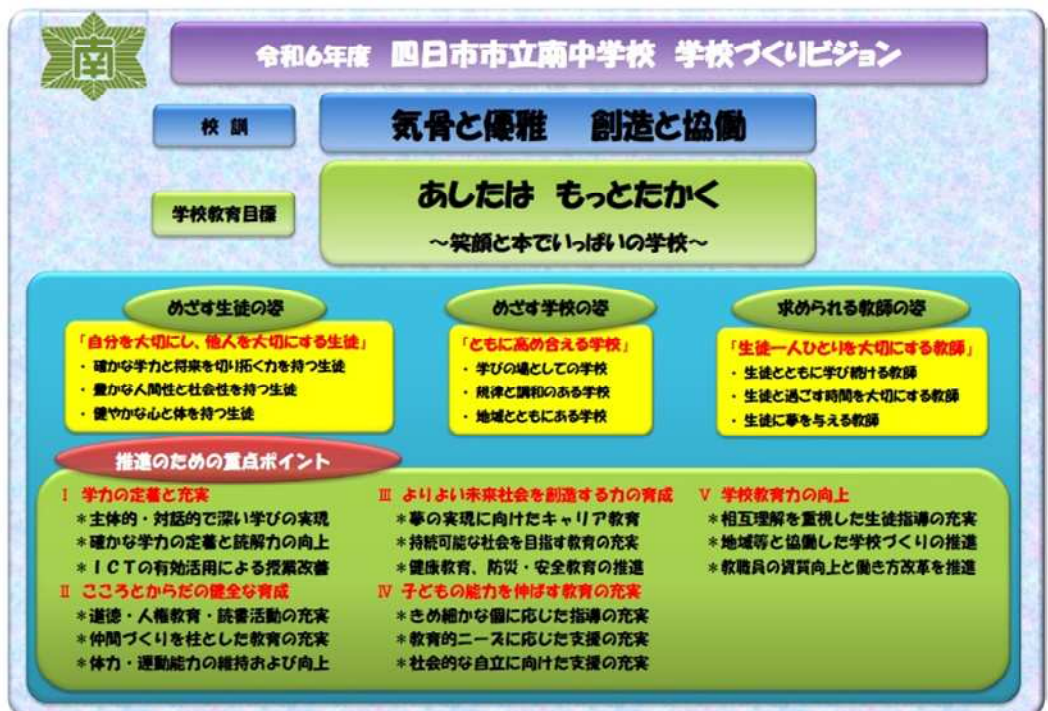 南
令和6年度 四日市市立南中学校 学校づくりビジョン
校 訓
気骨と優雅 創造と協働
学校教育目標
あしたは もっとたかく
～笑顔と本でいっぱいの学校～
めざす生徒の姿
「自分を大切にし、他人を大切にする生徒」
・ 確かな学力と将来を切り拓く力を持つ生徒
・ 豊かな人間性と社会性を持つ生徒
・ 健やかな心と体を持つ生徒
めざす学校の姿
「ともに高め合える学校」
・ 学びの場としての学校
・ 規律と調和のある学校
・ 地域とともにある学校
求められる教師の姿
「生徒一人ひとりを大切にする教師」
・ 生徒とともに学び続ける教師
・ 生徒と過ごす時間を大切にする教師
・ 生徒に夢を与える教師
推進のための重点ポイント
Ⅰ 学力の定着と充実
＊主体的・対話的で深い学びの実現
＊確かな学力の定着と読解力の向上
＊ＩＣＴの有効活用による授業改善
Ⅱ こころとからだの健全な育成
＊道徳・人権教育・読書活動の充実
＊仲間づくりを柱とした教育の充実
＊体力・運動能力の維持および向上
Ⅲ よりよい未来社会を創造する力の育成
＊夢の実現に向けたキャリア教育
＊持続可能な社会を目指す教育の充実
＊健康教育、防災・安全教育の推進
Ⅳ 子どもの能力を伸ばす教育の充実
＊きめ細かな個に応じた指導の充実
＊教育的ニーズに応じた支援の充実
＊社会的な自立に向けた支援の充実
Ⅴ 学校教育力の向上
＊相互理解を重視した生徒指導の充実
＊地域等と協働した学校づくりの推進
＊教職員の資質向上と働き方改革を推進